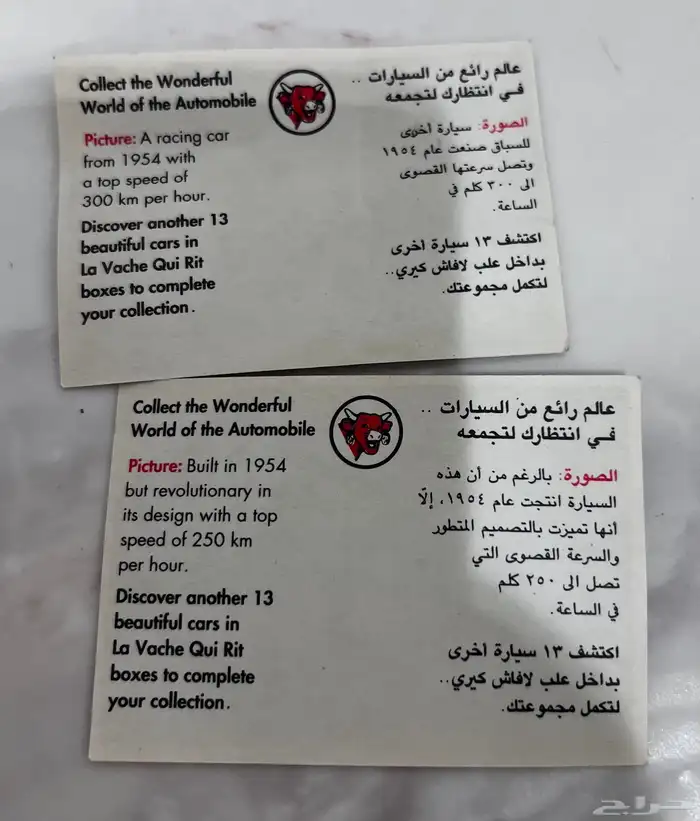 Collect the Wonderful
World of the Automobile
Picture: A racing car
from 1954 with
a top speed of
300 km per hour.
Discover another 13
beautiful cars in
La Vache Qui Rit
boxes to complete
your collection.
عالم رائع من السيارات ..
في انتظارك لتجمعه
الصورة: سيارة أخرى
للسباق صنعت عام ١٩٥٤
وتصل سرعتها القصوى
الى ٣٠٠ كلم في
الساعة.
اكتشف ١٣ سيارة أخرى
بداخل علب لافاش كيري..
لتكمل مجموعتك.
Collect the Wonderful
World of the Automobile
Picture: Built in 1954
but revolutionary in
its design with a top
speed of 250 km
per hour.
Discover another 13
beautiful cars in
La Vache Qui Rit
boxes to complete
your collection.
عالم رائع من السيارات ..
في انتظارك لتجمعه
الصورة: بالرغم من أن هذه
السيارة انتجت عام ١٩٥٤، إلّا
أنها تميزت بالتصميم المتطور
والسرعة القصوى التي
تصل الى ٢٥٠ كلم
في الساعة.
اكتشف ١٣ سيارة أخرى
بداخل علب لافاش كيري..
لتكمل مجموعتك.
حراج